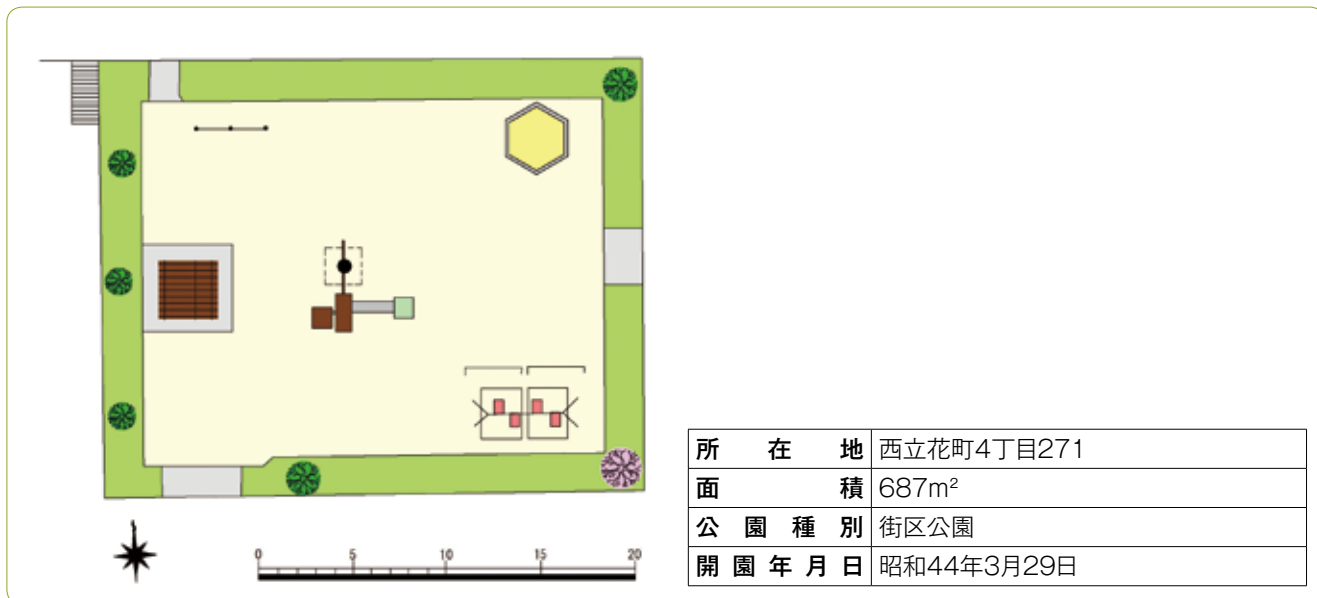 0 5 10 15 20
所在地 西立花町4丁目271
面積 687m²
公園種別 街区公園
開園年月日 昭和44年3月29日